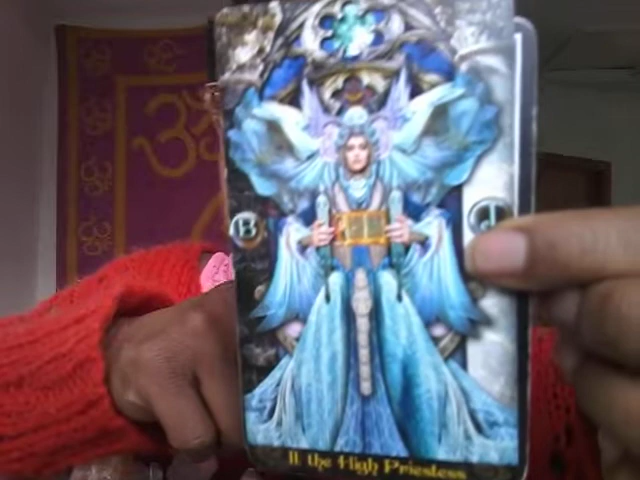 ॐ
B J
II the High Priestess